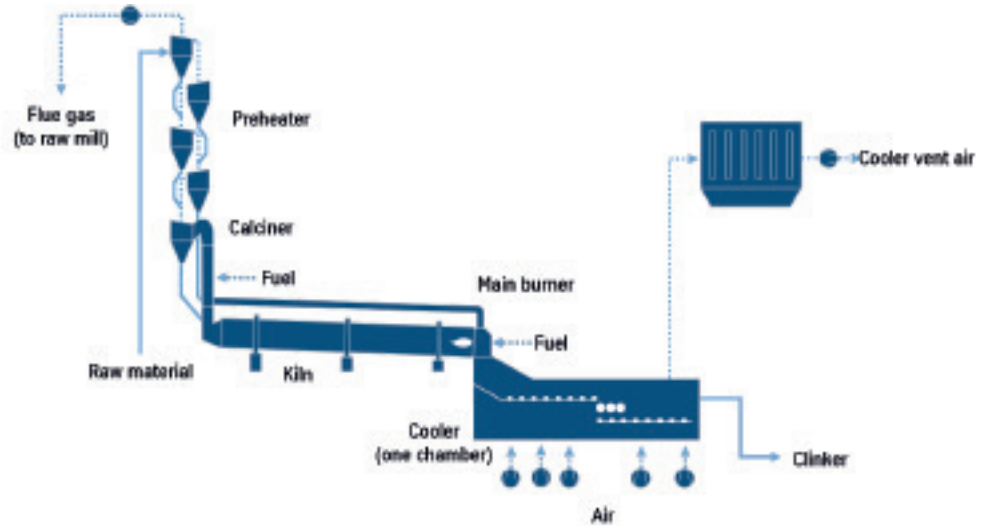 Flue gas
(to raw mill)
Preheater
Cooler vent air
Calciner
Fuel
Main burner
Fuel
Raw material
Kiln
Cooler
(one chamber)
Clinker
Air